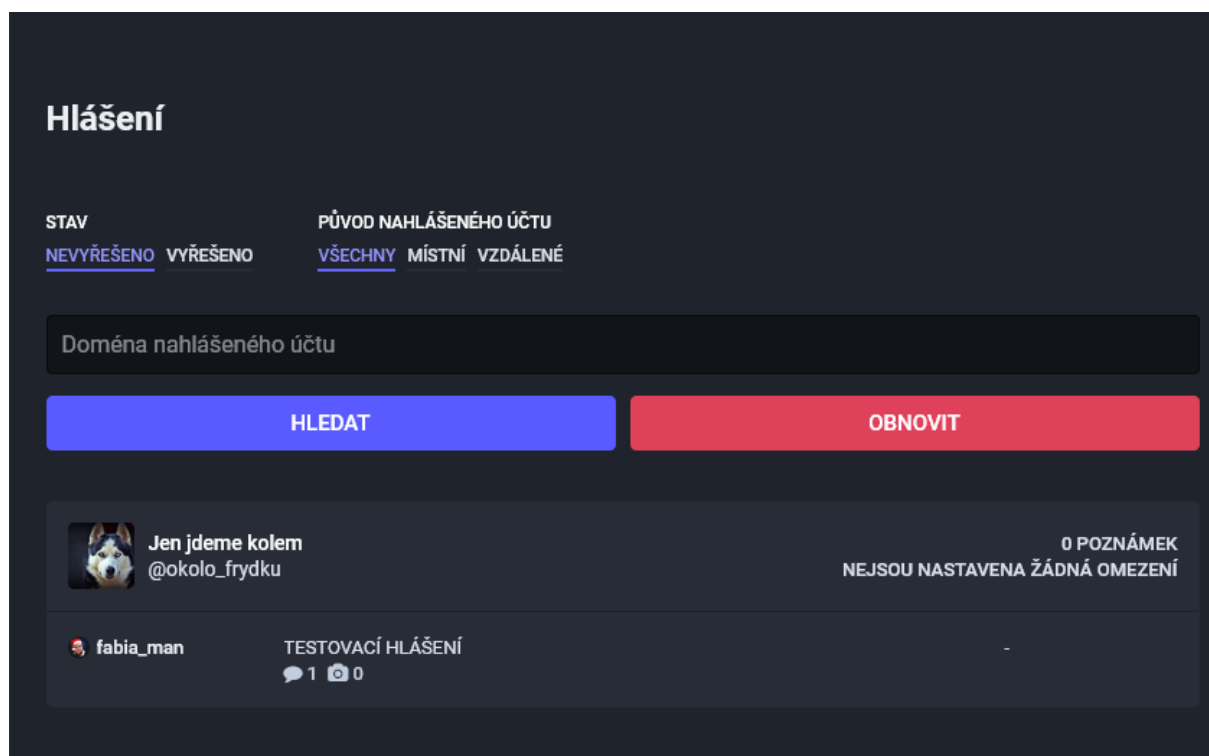 Hlášení
STAV
PŮVOD NAHLÁŠENÉHO ÚČTU
NEVYŘEŠENO VYŘEŠENO
VŠECHNY MÍSTNÍ VZDÁLENÉ
Doména nahlášeného účtu
HLEDAT
OBNOVIT
Jen jdeme kolem
@okolo_frydku
0 POZNÁMEK
NEJSOU NASTAVENA ŽÁDNÁ OMEZENÍ
fabia_man
TESTOVACÍ HLÁŠENÍ
1 0
-